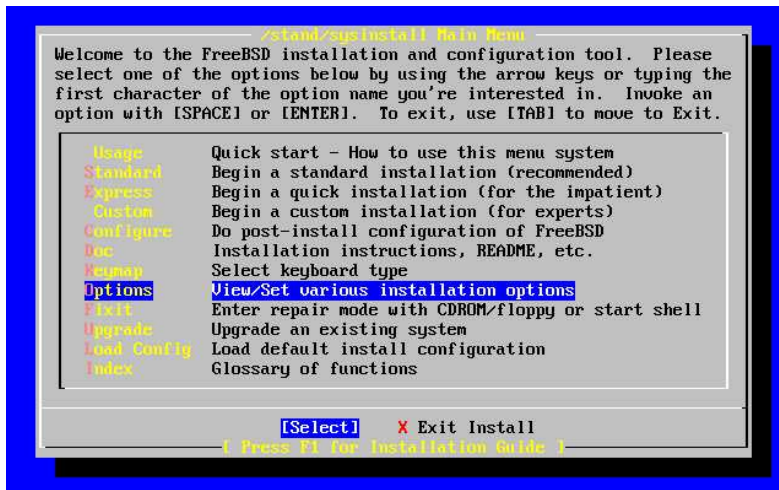 /stand/sysinstall Main Menu
Welcome to the FreeBSD installation and configuration tool.  Please
select one of the options below by using the arrow keys or typing the
first character of the option name you're interested in.  Invoke an
option with [SPACE] or [ENTER].  To exit, use [TAB] to move to Exit.
Usage Quick start - How to use this menu system
Standard Begin a standard installation (recommended)
Express Begin a quick installation (for the impatient)
Custom Begin a custom installation (for experts)
Configure Do post-install configuration of FreeBSD
Doc Installation instructions, README, etc.
Keymap Select keyboard type
Options View/Set various installation options
Fixit Enter repair mode with CDROM/floppy or start shell
Upgrade Upgrade an existing system
Load Config Load default install configuration
Index Glossary of functions
[Select] X Exit Install
[ Press F1 for Installation Guide ]